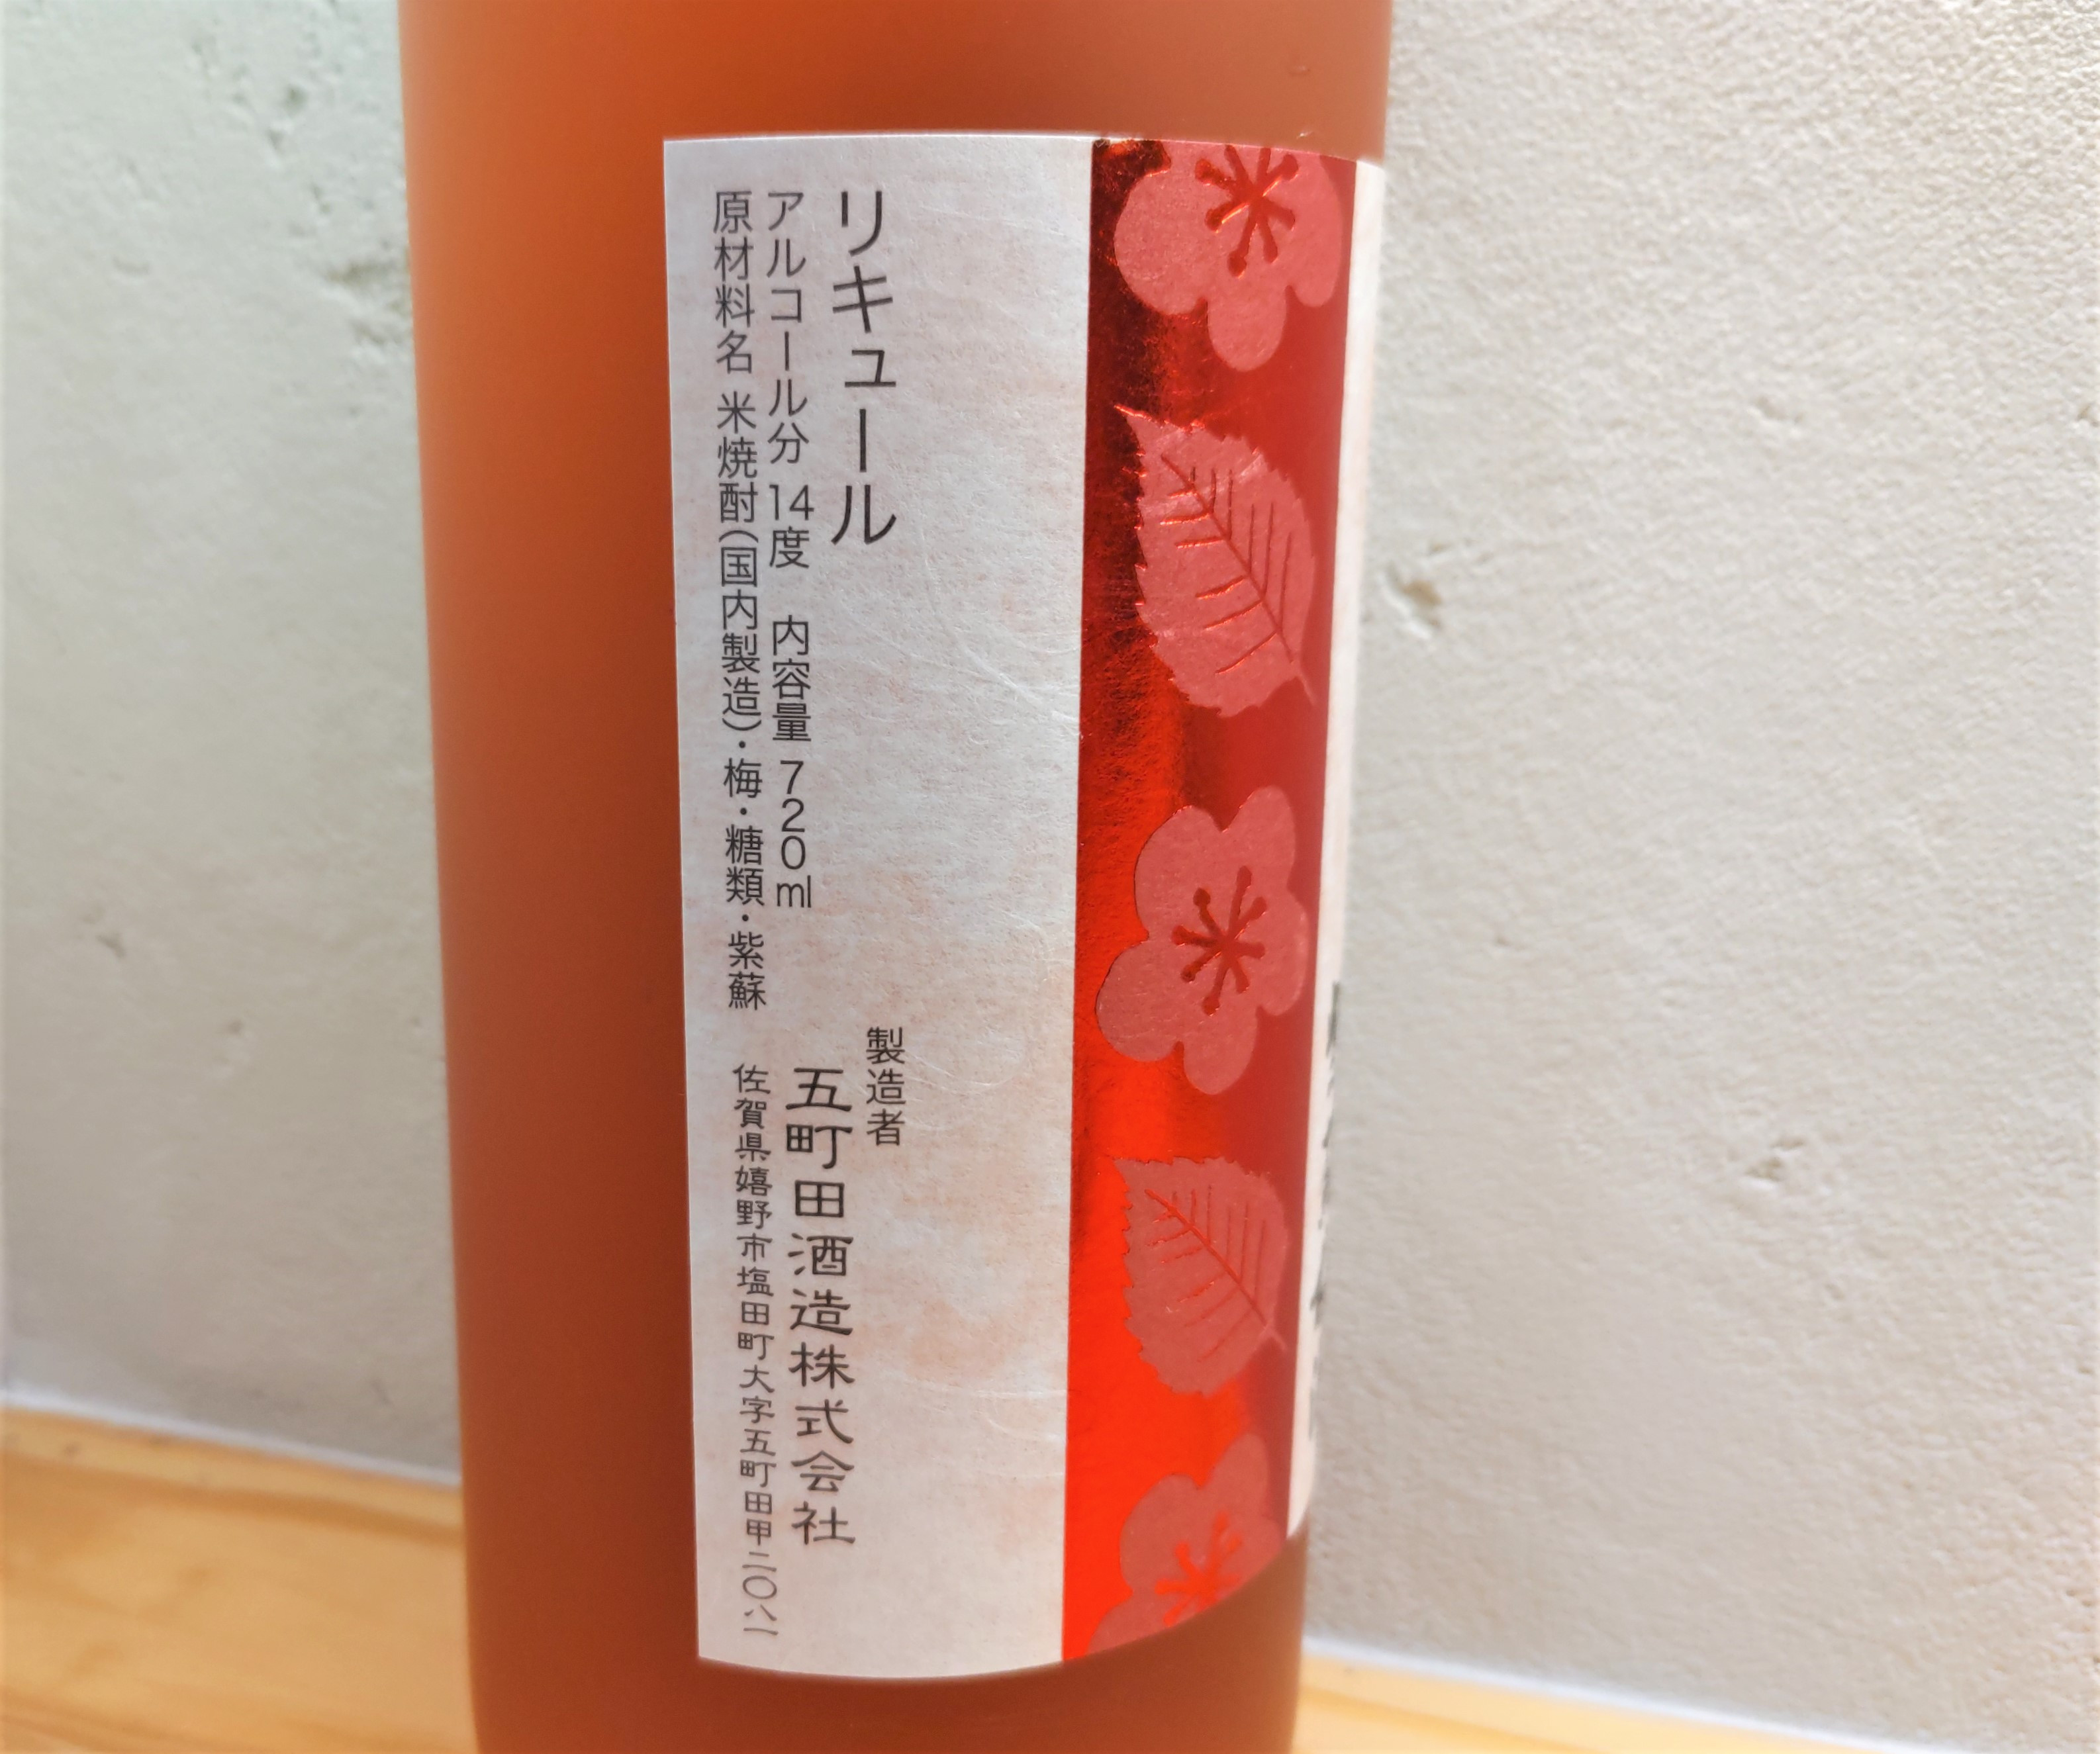 リキュール
アルコール分 14度 内容量 720ml
原材料名 米焼酎(国内製造)・梅・糖類・紫蘇
製造者
五町田酒造株式会社
佐賀県嬉野市塩田町大字五町田甲二〇八一